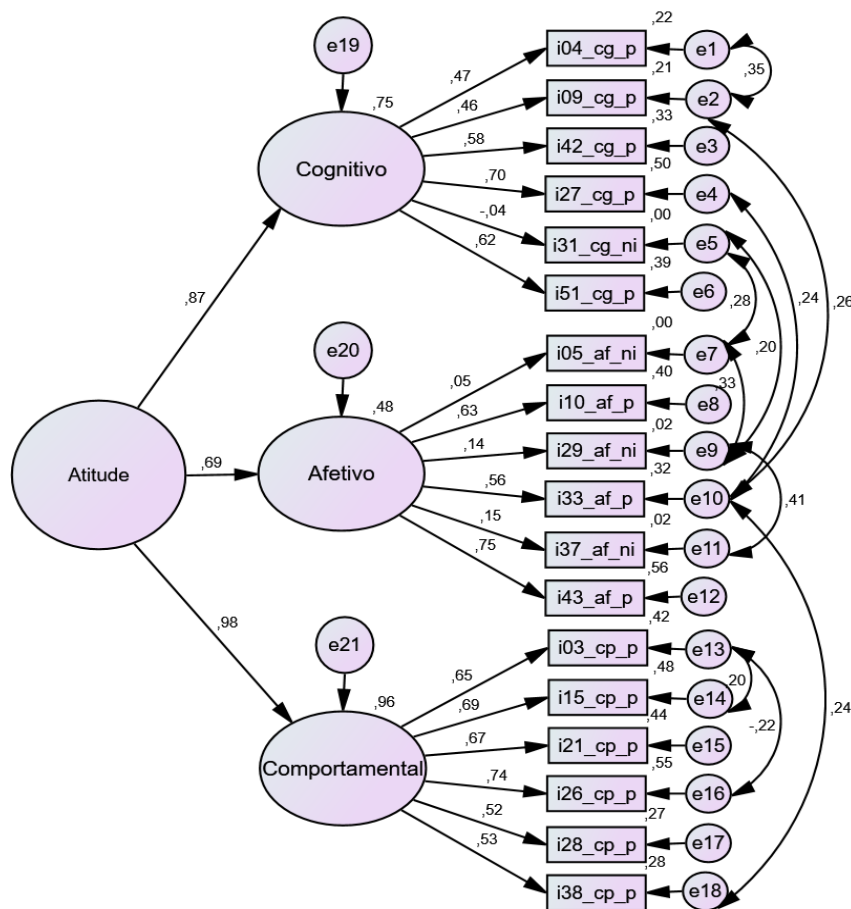 ,22
e19
i04_cg_p
e1
,47
,21
,35
,75
,46
i09_cg_p
e2
,33
,58
i42_cg_p
e3
Cognitivo
,50
,70
i27_cg_p
e4
,00
-,04
i31_cg_ni
e5
,62
,39
i51_cg_p
e6
,87
,28
,24
,26
,00
e20
i05_af_ni
e7
,20
,05
,40
,33
,48
,63
i10_af_p
e8
,02
,14
i29_af_ni
e9
Atitude
,69
Afetivo
,32
,56
i33_af_p
e10
,41
,02
,15
i37_af_ni
e11
,75
,56
i43_af_p
e12
,98
,42
e21
i03_cp_p
e13
,65
,48
20
,96
,69
i15_cp_p
e14
,24
,44
-,22
,67
i21_cp_p
e15
Comportamental
,55
,74
i26_cp_p
e16
,27
,52
i28_cp_p
e17
,53
,28
i38_cp_p
e18